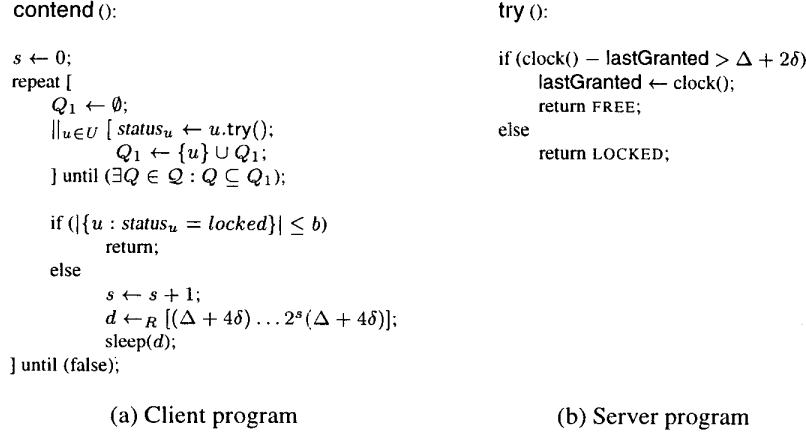 contend ():
s ← 0;
repeat [
Q₁ ← ∅;
||u∈U [ statusᵤ ← u.try();
Q₁ ← {u} ∪ Q₁;
] until (∃Q ∈ 𝒬 : Q ⊆ Q₁);
if (|{u : statusᵤ = locked}| ≤ b)
return;
else
s ← s + 1;
d ←R [(Δ + 4δ) … 2ˢ(Δ + 4δ)];
sleep(d);
] until (false);
(a) Client program
try ():
if (clock() − lastGranted > Δ + 2δ)
lastGranted ← clock();
return FREE;
else
return LOCKED;
(b) Server program